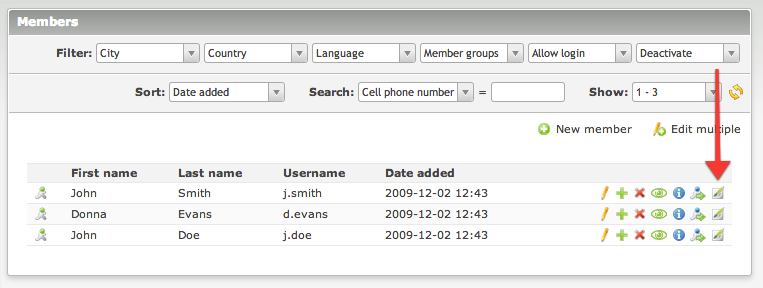 Members
Filter: City Country Language Member groups Allow login Deactivate
Sort: Date added Search: Cell phone number = Show: 1 - 3
New member Edit multiple
First name Last name Username Date added
John Smith j.smith 2009-12-02 12:43
Donna Evans d.evans 2009-12-02 12:43
John Doe j.doe 2009-12-02 12:43